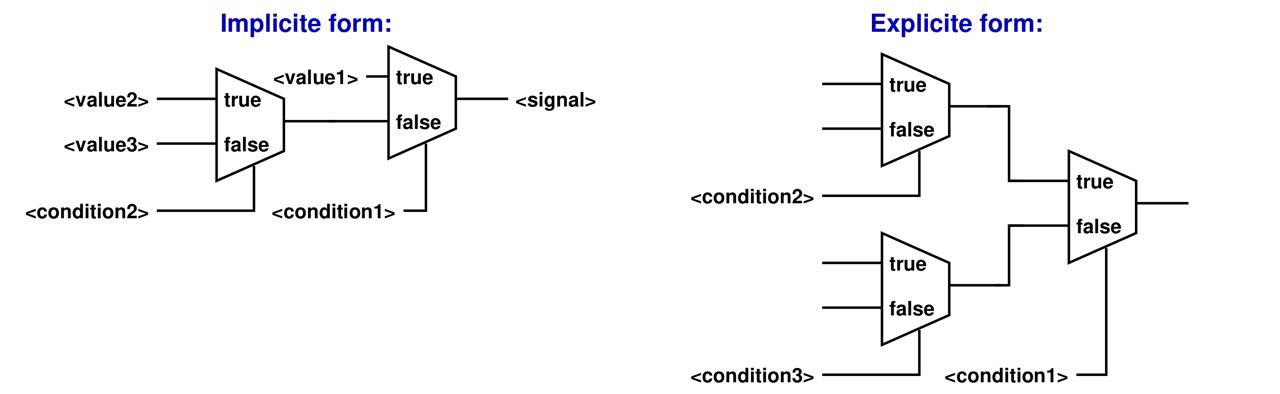 Implicite form:
<value1> true
<value2> true
<signal>
false
<value3> false
<condition2>
<condition1>
Explicite form:
true
false
<condition2>
true
false
true
false
<condition3>
<condition1>